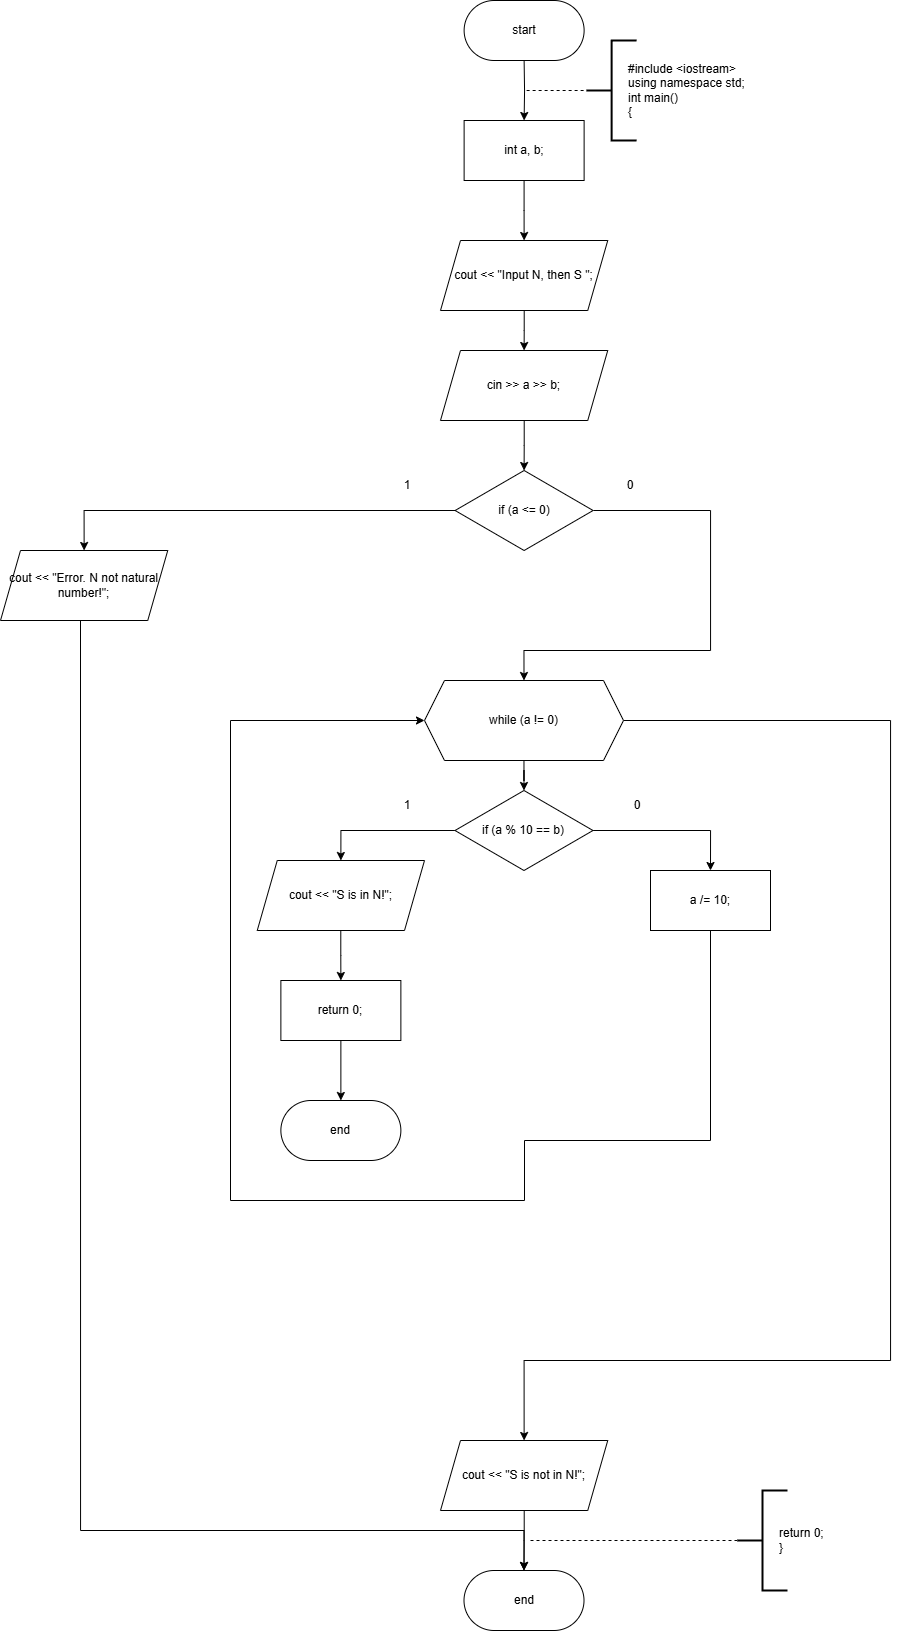 start
#include <iostream>
using namespace std;
int main()
{
int a, b;
cout << "Input N, then S ";
cin >> a >> b;
1
0
if (a <= 0)
cout << "Error. N not natural
number!";
while (a != 0)
1
0
if (a % 10 == b)
cout << "S is in N!";
a /= 10;
return 0;
end
cout << "S is not in N!";
return 0;
}
end